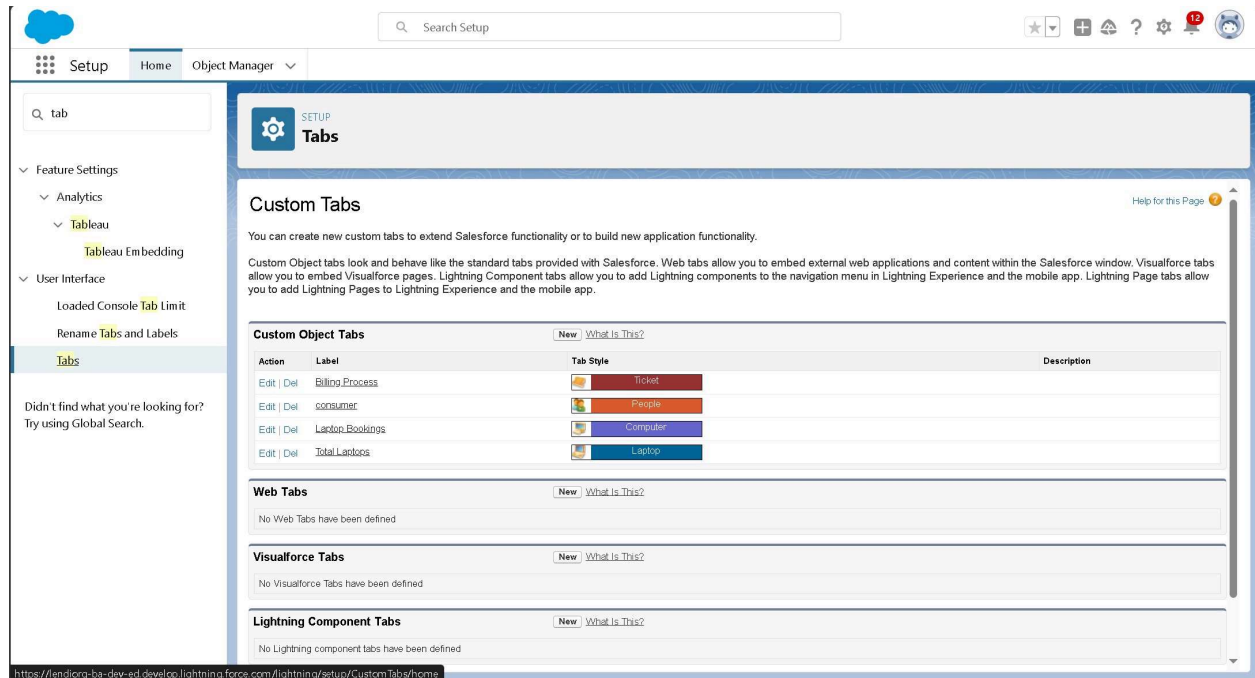 Search Setup
12
Setup
Home
Object Manager
tab
Feature Settings
Analytics
Tableau
Tableau Embedding
User Interface
Loaded Console Tab Limit
Rename Tabs and Labels
Tabs
Didn't find what you're looking for?
Try using Global Search.
SETUP
Tabs
Custom Tabs
Help for this Page ?
You can create new custom tabs to extend Salesforce functionality or to build new application functionality.
Custom Object tabs look and behave like the standard tabs provided with Salesforce. Web tabs allow you to embed external web applications and content within the Salesforce window. Visualforce tabs
allow you to embed Visualforce pages. Lightning Component tabs allow you to add Lightning components to the navigation menu in Lightning Experience and the mobile app. Lightning Page tabs allow
you to add Lightning Pages to Lightning Experience and the mobile app.
Custom Object Tabs New What Is This?
Action Label Tab Style Description
Edit | Del Billing Process Ticket
Edit | Del consumer People
Edit | Del Laptop Bookings Computer
Edit | Del Total Laptops Laptop
Web Tabs New What Is This?
No Web Tabs have been defined
Visualforce Tabs New What Is This?
No Visualforce Tabs have been defined
Lightning Component Tabs New What Is This?
No Lightning component tabs have been defined
https://lendiorg-ba-dev-ed.develop.lightning.force.com/lightning/setup/CustomTabs/home